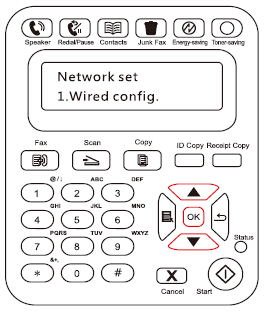 Speaker Redial/Pause Contacts Junk Fax Energy-saving Toner-saving
Network set
1.Wired config.
Fax Scan Copy ID Copy Receipt Copy
@/: ABC DEF
1 2 3
GHI JKL MNO
4 5 6
OK
PQRS TUV WXYZ
7 8 9
Status
&+,
* 0 #
X
Cancel Start